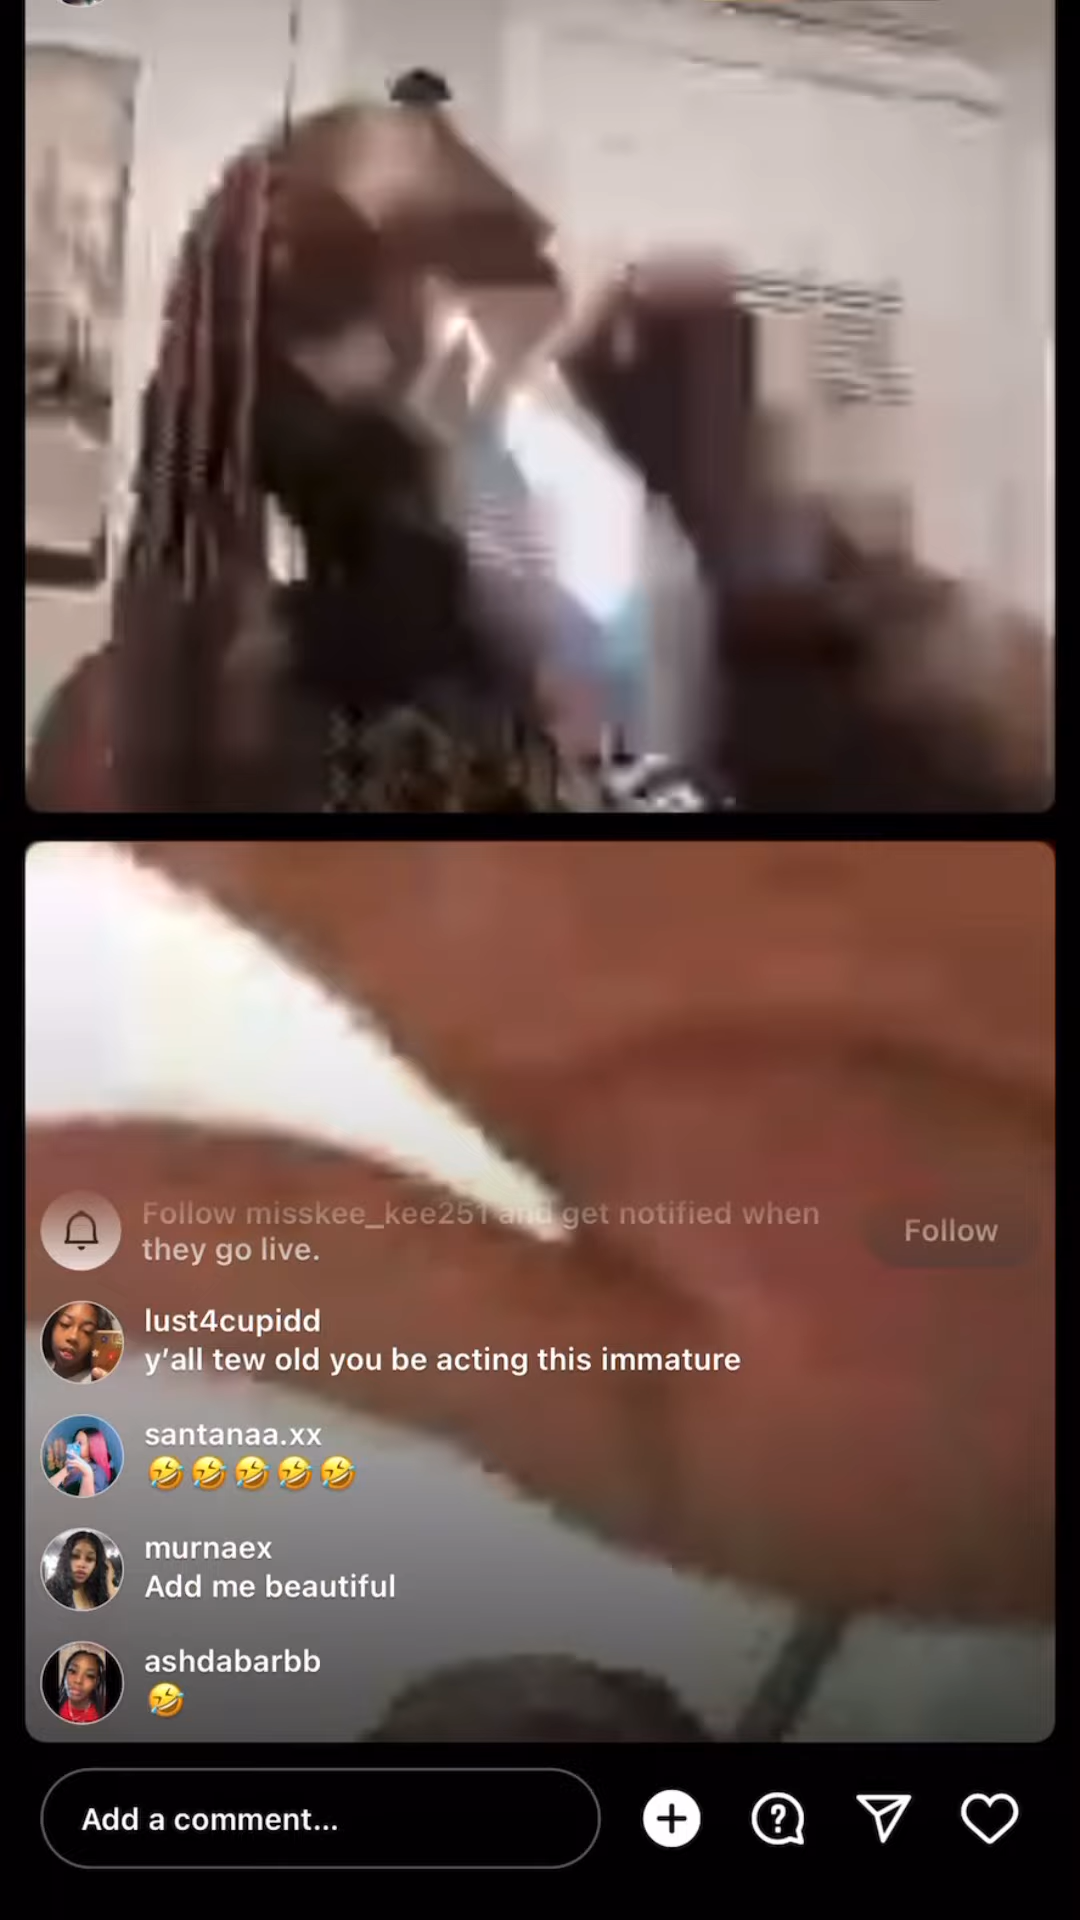 Follow misskee_kee251 and get notified when
they go live.
Follow
lust4cupidd
y’all tew old you be acting this immature
santanaa.xx
🤣🤣🤣🤣🤣
murnaex
Add me beautiful
ashdabarbb
🤣
Add a comment...